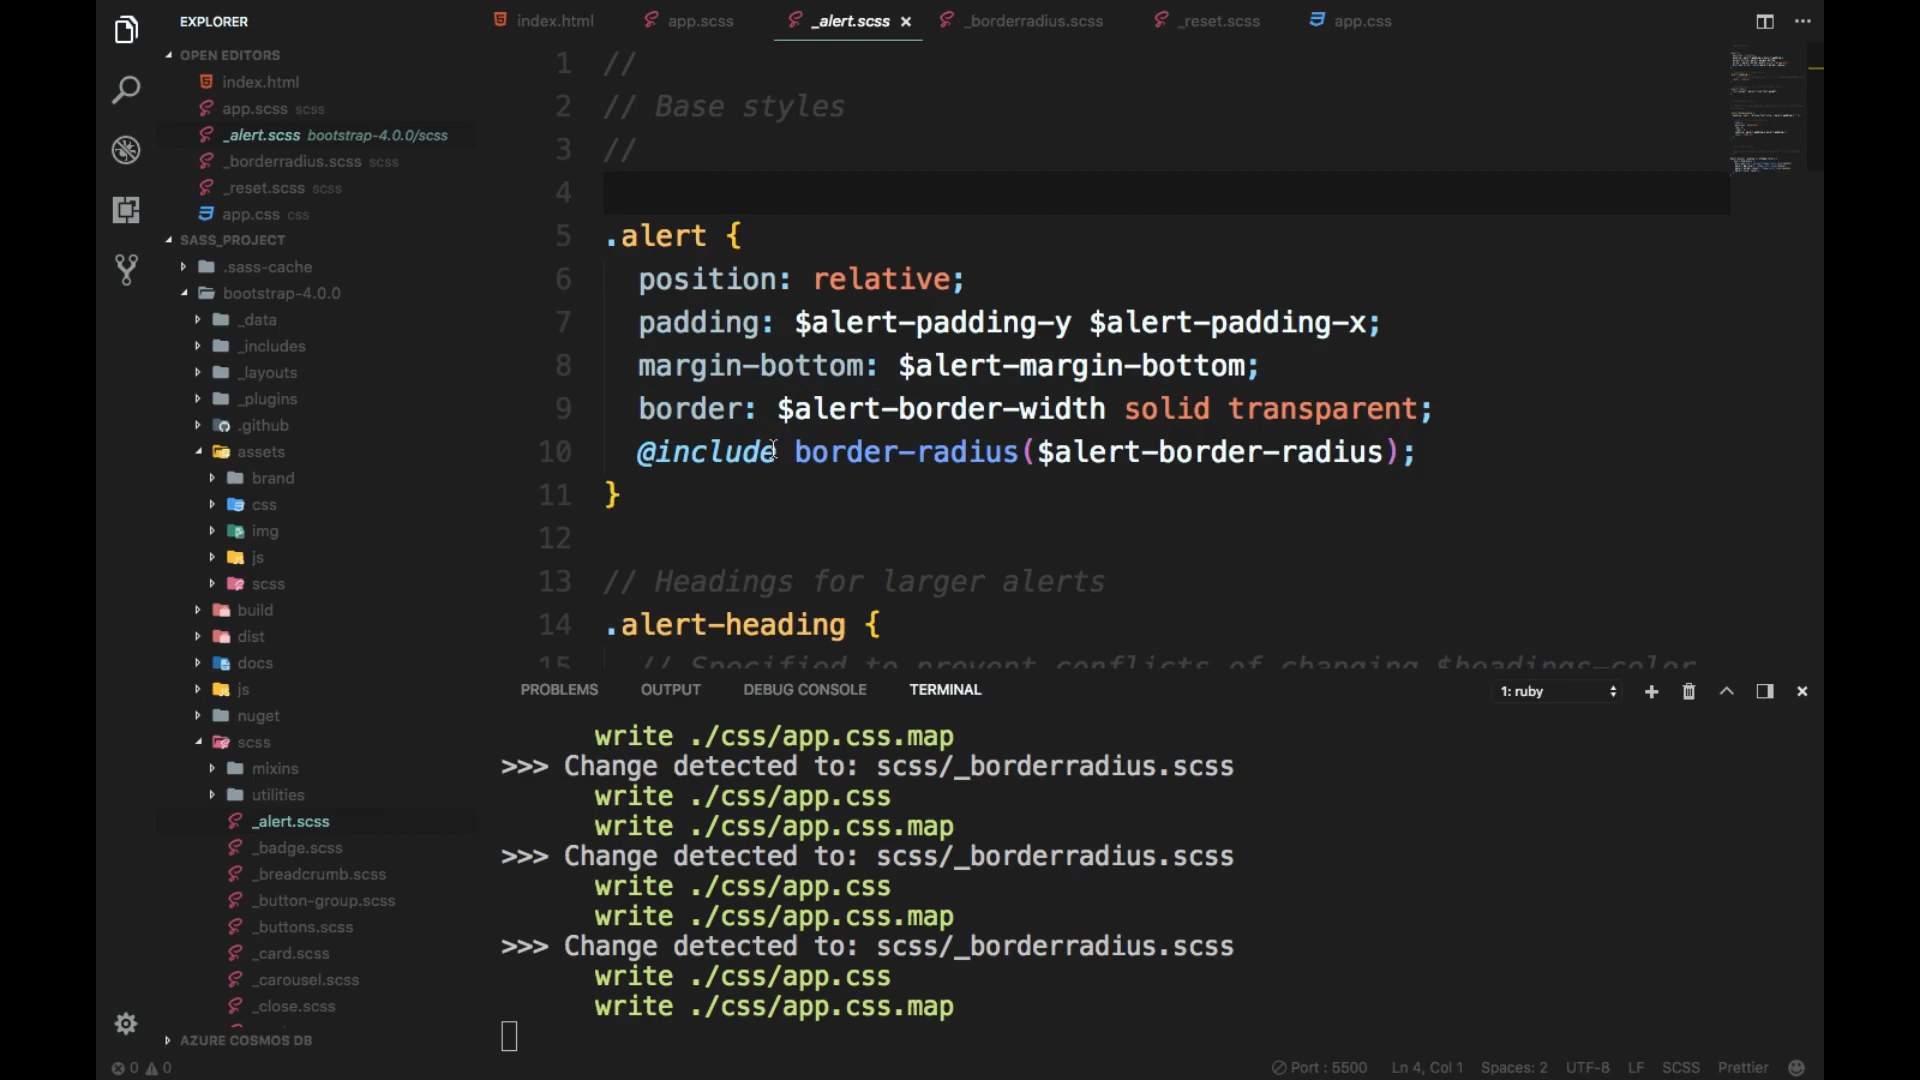 EXPLORER
OPEN EDITORS
index.html
app.scss scss
_alert.scss bootstrap-4.0.0/scss
_borderradius.scss scss
_reset.scss scss
app.css css
SASS_PROJECT
.sass-cache
bootstrap-4.0.0
_data
_includes
_layouts
_plugins
.github
assets
brand
css
img
js
scss
build
dist
docs
js
nuget
scss
mixins
utilities
_alert.scss
_badge.scss
_breadcrumb.scss
_button-group.scss
_buttons.scss
_card.scss
_carousel.scss
_close.scss
AZURE COSMOS DB
index.html app.scss _alert.scss _borderradius.scss _reset.scss app.css
1 //
2 // Base styles
3 //
4
5 .alert {
6 position: relative;
7 padding: $alert-padding-y $alert-padding-x;
8 margin-bottom: $alert-margin-bottom;
9 border: $alert-border-width solid transparent;
10 @include border-radius($alert-border-radius);
11 }
12
13 // Headings for larger alerts
14 .alert-heading {
15 // Specified to prevent conflicts of changing $headings-color
PROBLEMS OUTPUT DEBUG CONSOLE TERMINAL 1: ruby
write ./css/app.css.map
>>> Change detected to: scss/_borderradius.scss
write ./css/app.css
write ./css/app.css.map
>>> Change detected to: scss/_borderradius.scss
write ./css/app.css
write ./css/app.css.map
>>> Change detected to: scss/_borderradius.scss
write ./css/app.css
write ./css/app.css.map
0 0 Port : 5500 Ln 4, Col 1 Spaces: 2 UTF-8 LF SCSS Prettier